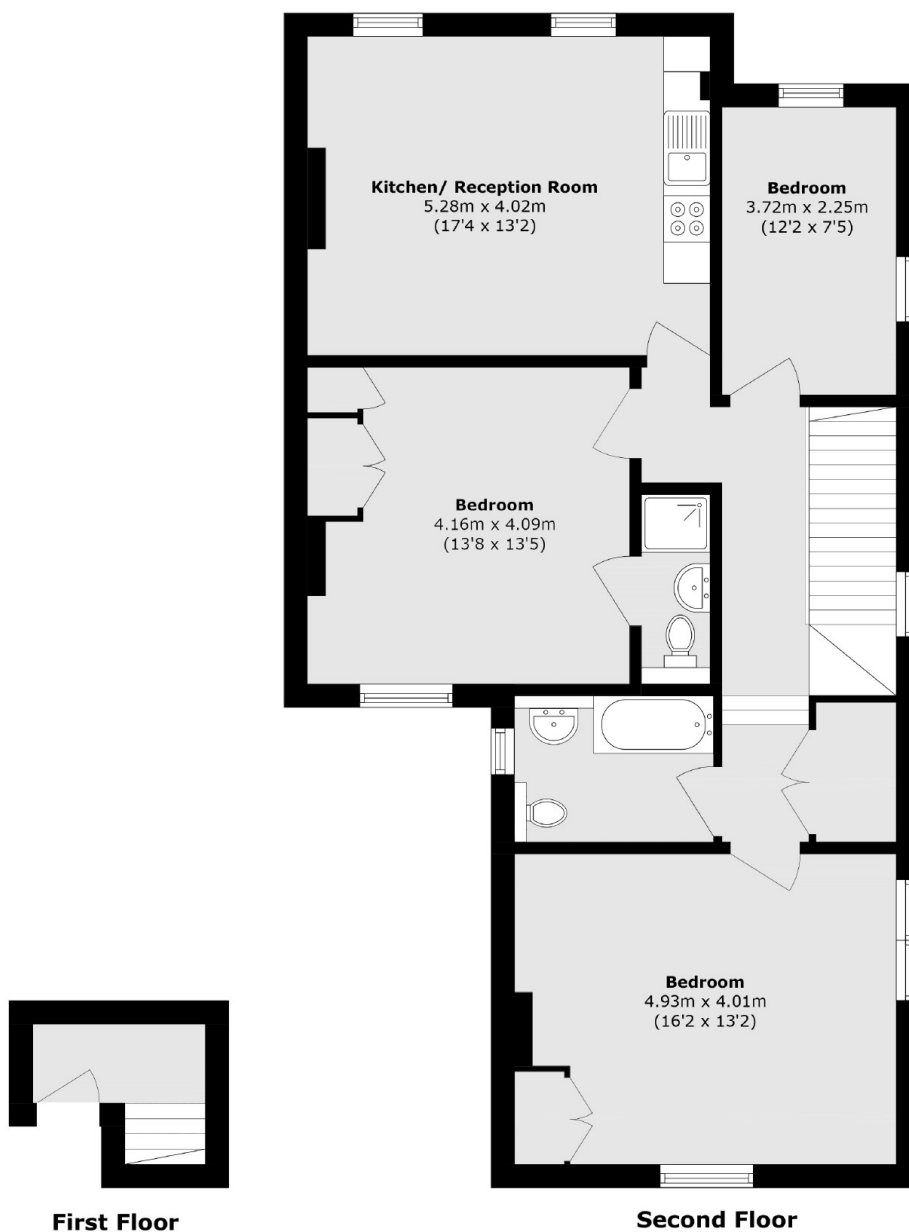 Kitchen/ Reception Room
5.28m x 4.02m
(17'4 x 13'2)
Bedroom
3.72m x 2.25m
(12'2 x 7'5)
Bedroom
4.16m x 4.09m
(13'8 x 13'5)
Bedroom
4.93m x 4.01m
(16'2 x 13'2)
First Floor
Second Floor